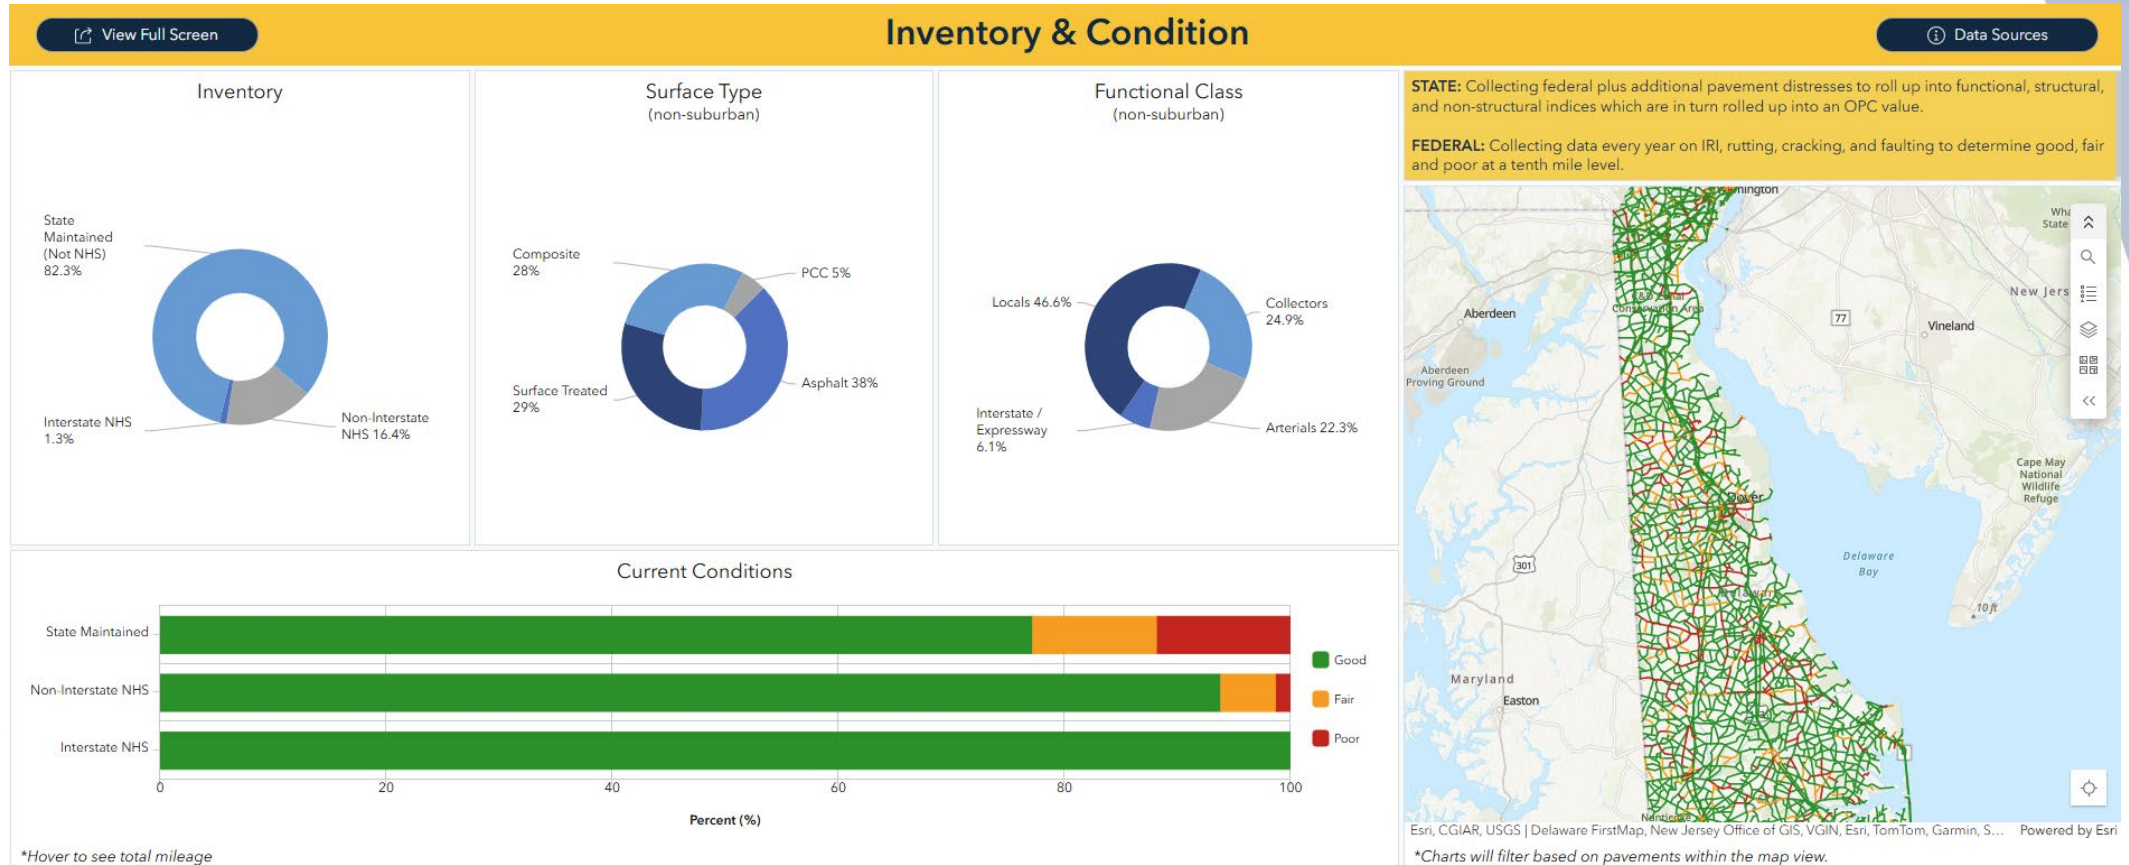 View Full Screen
Inventory & Condition
Data Sources
Inventory
State
Maintained
(Not NHS)
82.3%
Interstate NHS
1.3%
Non-Interstate
NHS 16.4%
Surface Type
(non-suburban)
Composite
28%
PCC 5%
Surface Treated
29%
Asphalt 38%
Functional Class
(non-suburban)
Locals 46.6%
Collectors
24.9%
Interstate /
Expressway
6.1%
Arterials 22.3%
STATE: Collecting federal plus additional pavement distresses to roll up into functional, structural,
and non-structural indices which are in turn rolled up into an OPC value.
FEDERAL: Collecting data every year on IRI, rutting, cracking, and faulting to determine good, fair
and poor at a tenth mile level.
Current Conditions
State Maintained
Non-Interstate NHS
Interstate NHS
0
20
40
60
80
100
Percent (%)
Good
Fair
Poor
*Hover to see total mileage
State
New Jers
Aberdeen
77
Vineland
Aberdeen
Proving Ground
Cape May
National
Wildlife
Refuge
Dover
301
Delaware
Bay
10 ft
Maryland
Easton
Esri, CGIAR, USGS | Delaware FirstMap, New Jersey Office of GIS, VGIN, Esri, TomTom, Garmin, S...
Powered by Esri
*Charts will filter based on pavements within the map view.